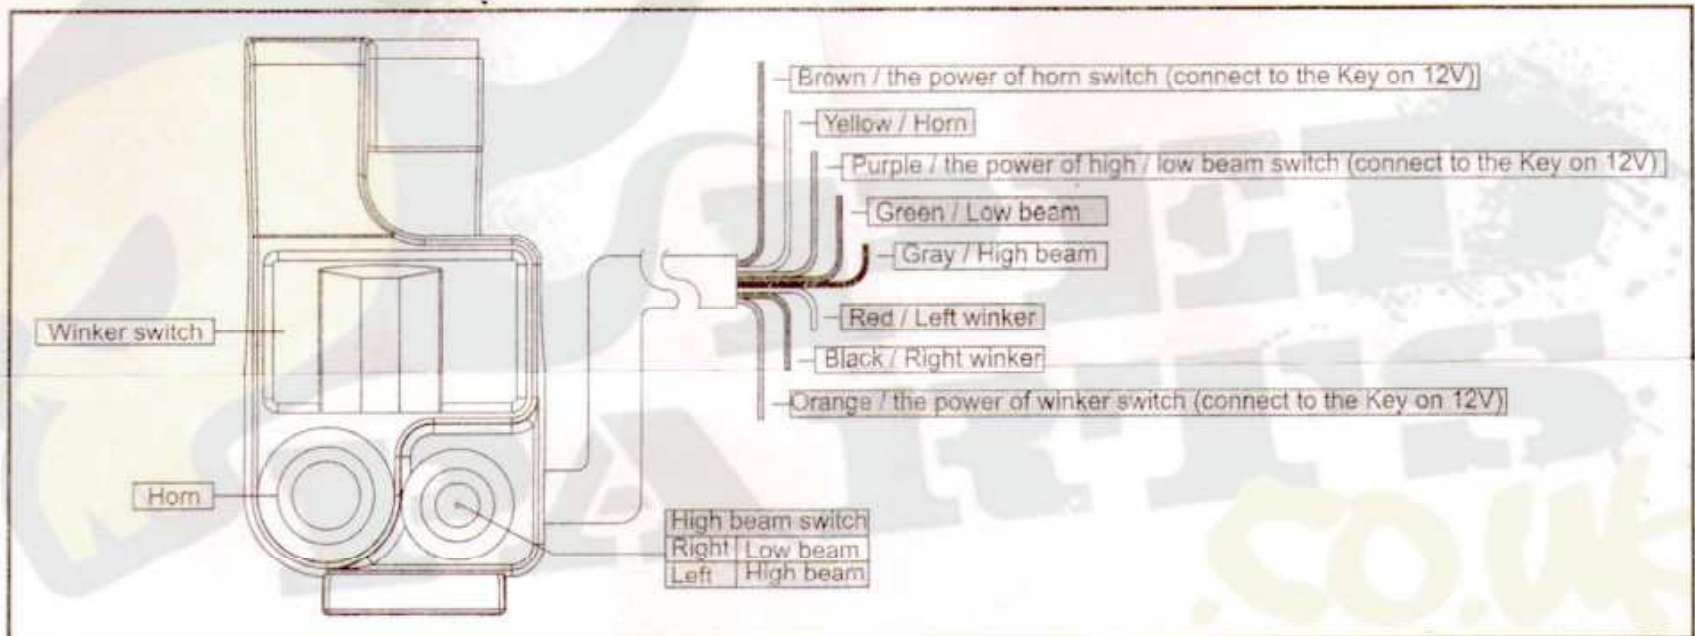 Brown / the power of horn switch (connect to the Key on 12V)
Yellow / Horn
Purple / the power of high / low beam switch (connect to the Key on 12V)
Green / Low beam
Gray / High beam
Red / Left winker
Black / Right winker
Orange / the power of winker switch (connect to the Key on 12V)
Winker switch
Horn
High beam switch
Right Low beam
Left High beam
PARTS
.CO.UK